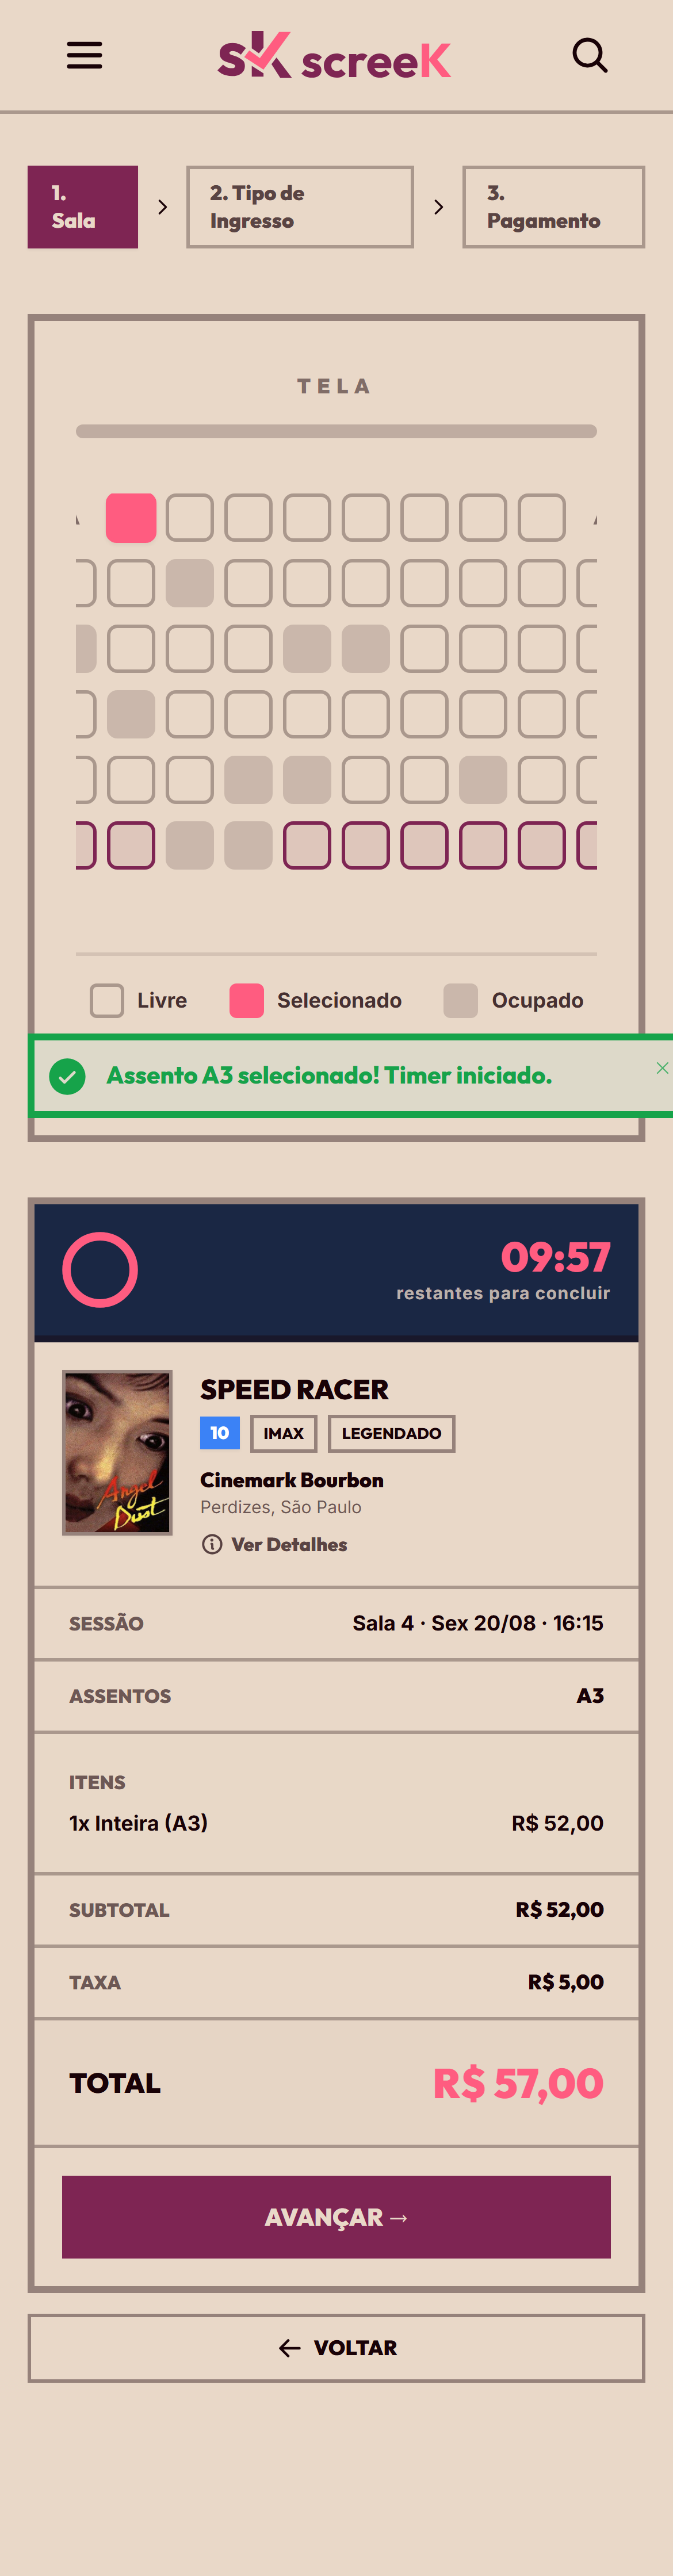 SK screeK
1.
Sala
2. Tipo de
Ingresso
3.
Pagamento
TELA
Livre
Selecionado
Ocupado
Assento A3 selecionado! Timer iniciado.
09:57
restantes para concluir
Angel
Dust
SPEED RACER
10
IMAX
LEGENDADO
Cinemark Bourbon
Perdizes, São Paulo
Ver Detalhes
SESSÃO
Sala 4 · Sex 20/08 · 16:15
ASSENTOS
A3
ITENS
1x Inteira (A3)
R$ 52,00
SUBTOTAL
R$ 52,00
TAXA
R$ 5,00
TOTAL
R$ 57,00
AVANÇAR →
← VOLTAR